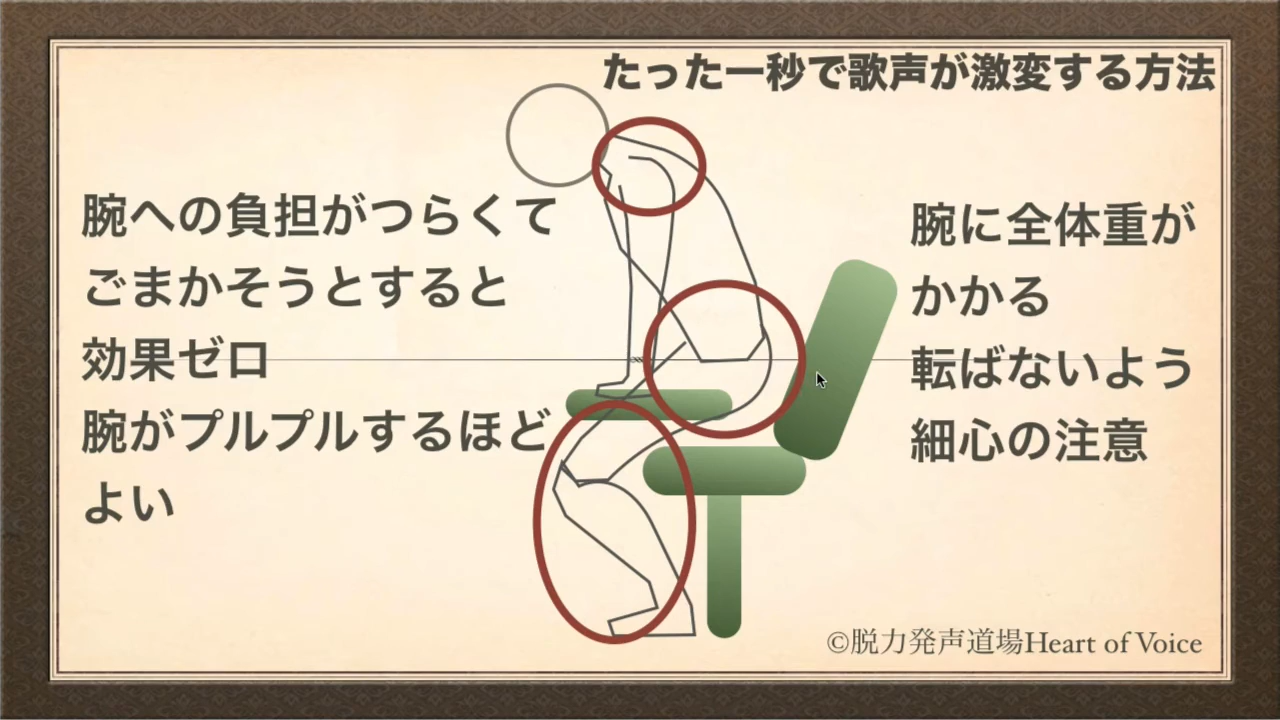 たった一秒で歌声が激変する方法
腕への負担がつらくて
ごまかそうとすると
効果ゼロ
腕がプルプルするほど
よい
腕に全体重が
かかる
転ばないよう
細心の注意
©脱力発声道場Heart of Voice